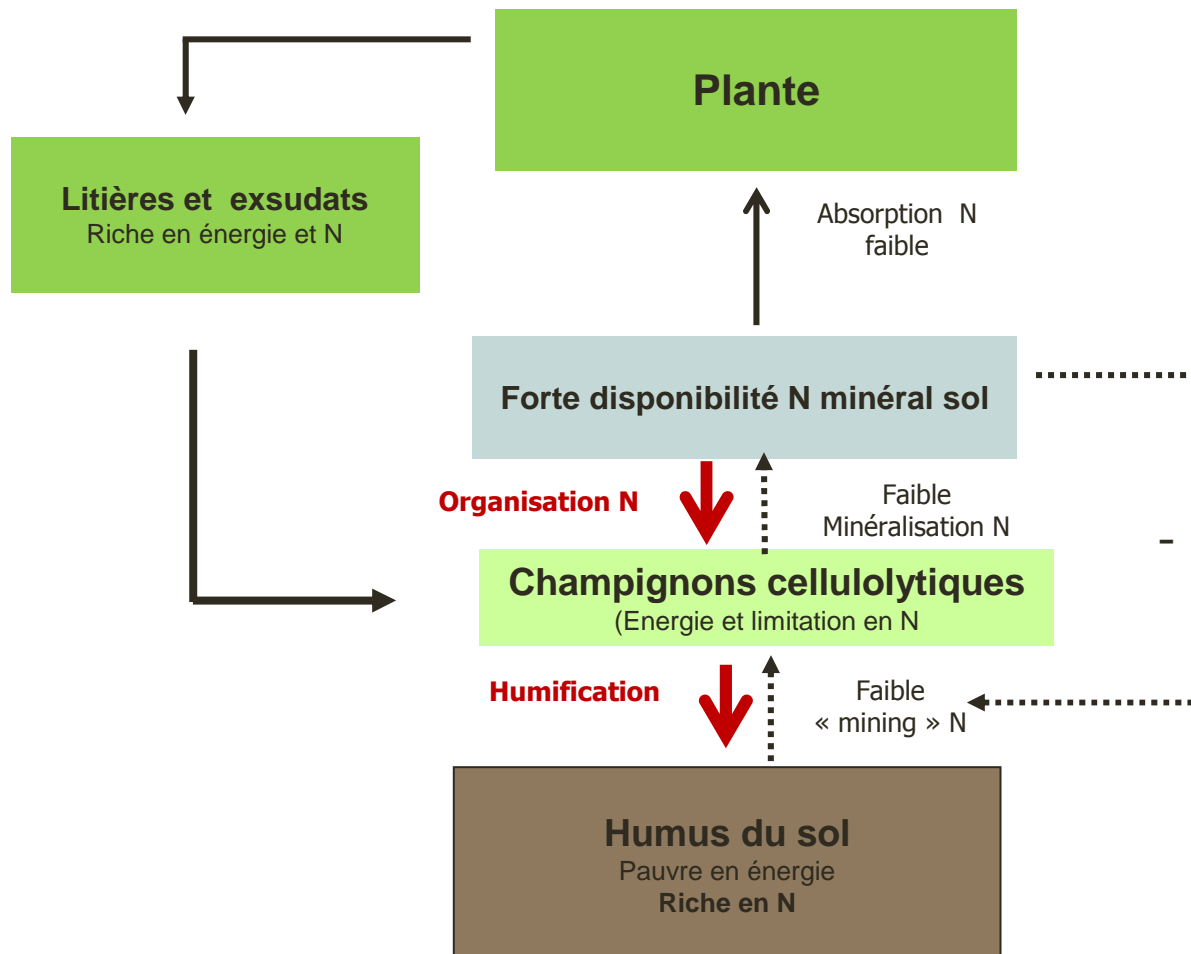 Plante
Litières et exsudats
Riche en énergie et N
Absorption N
faible
Forte disponibilité N minéral sol
Organisation N
Faible
Minéralisation N
-
Champignons cellulolytiques
(Energie et limitation en N
Humification
Faible
« mining » N
Humus du sol
Pauvre en énergie
Riche en N